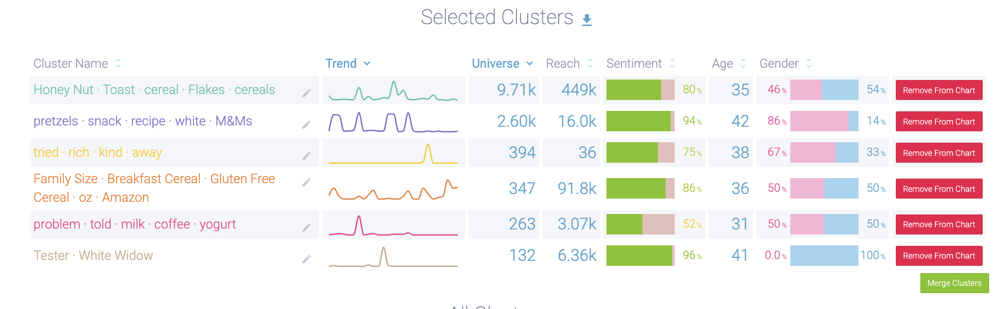 Selected Clusters
Cluster Name Trend Universe Reach Sentiment Age Gender
Honey Nut · Toast · cereal · Flakes · cereals 9.71k 449k 80% 35 46% 54% Remove From Chart
pretzels · snack · recipe · white · M&Ms 2.60k 16.0k 94% 42 86% 14% Remove From Chart
tried · rich · kind · away 394 36 75% 38 67% 33% Remove From Chart
Family Size · Breakfast Cereal · Gluten Free
Cereal · oz · Amazon 347 91.8k 86% 36 50% 50% Remove From Chart
problem · told · milk · coffee · yogurt 263 3.07k 52% 31 50% 50% Remove From Chart
Tester · White Widow 132 6.36k 96% 41 0.0% 100% Remove From Chart
Merge Clusters